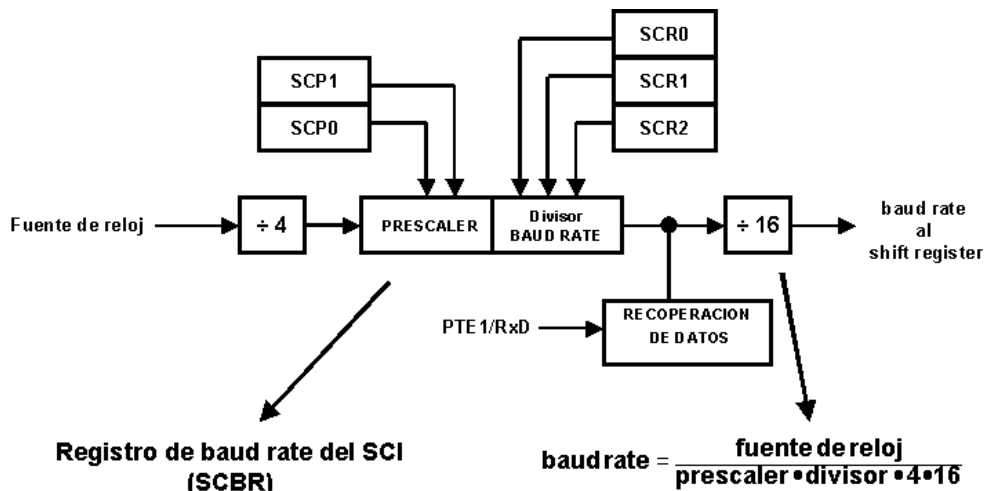 SCR0
SCP1
SCR1
SCP0
SCR2
Fuente de reloj
÷ 4
PRESCALER
Divisor
BAUD RATE
÷ 16
baud rate
al
shift register
PTE1/RxD
RECOPERACION
DE DATOS
Registro de baud rate del SCI
(SCBR)
baud rate = fuente de reloj
prescaler • divisor • 4 • 16